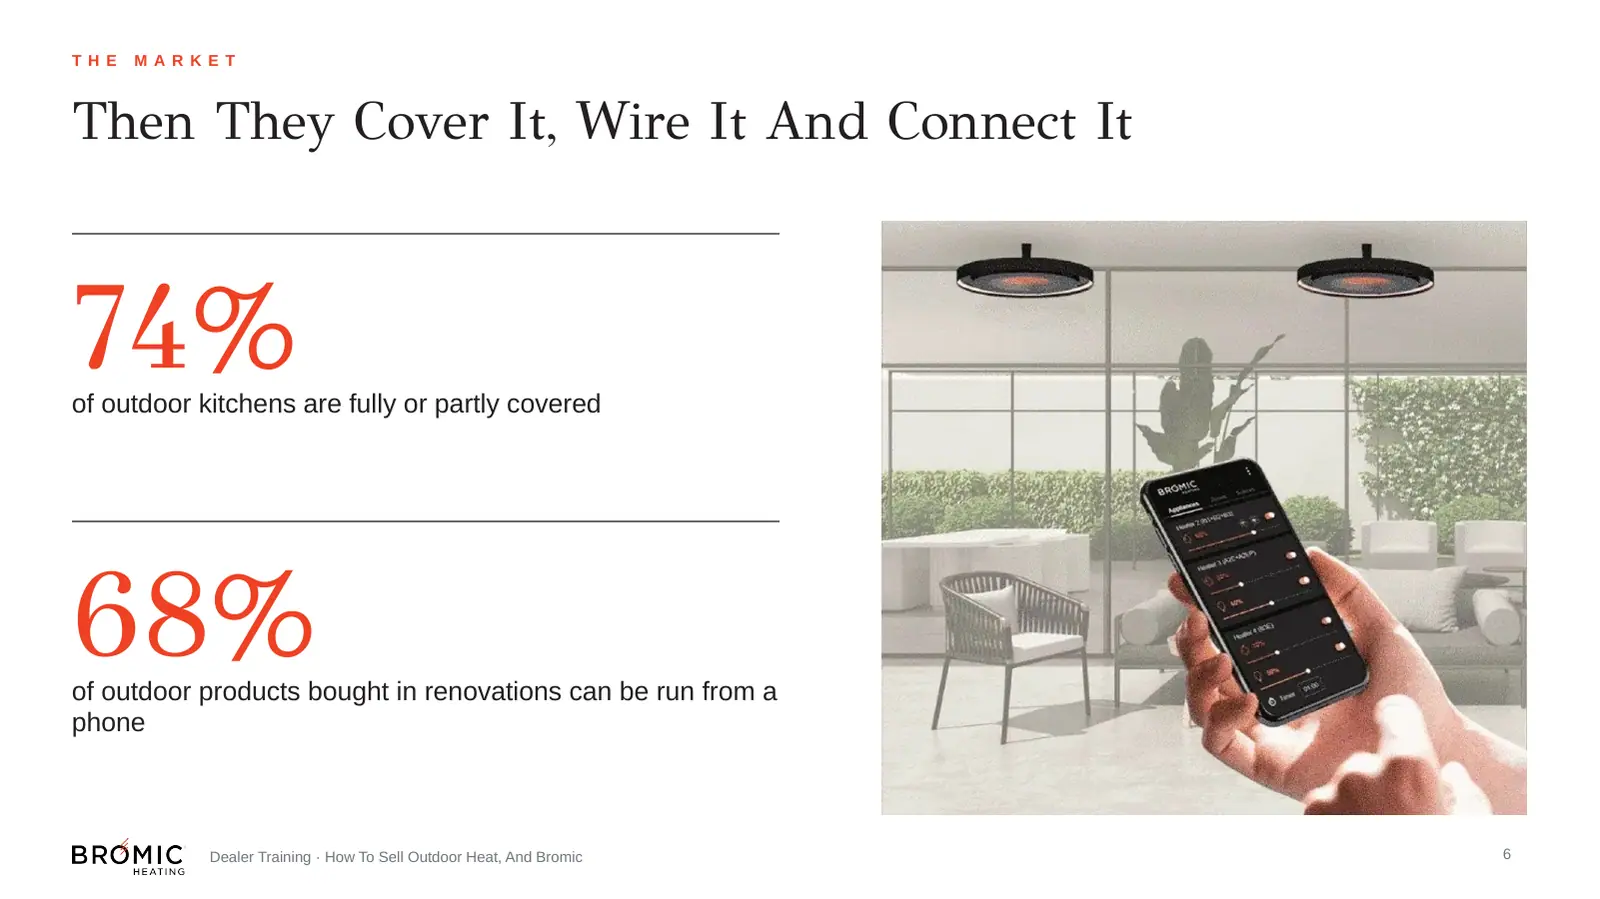 THE MARKET
Then They Cover It, Wire It And Connect It
74%
of outdoor kitchens are fully or partly covered
68%
of outdoor products bought in renovations can be run from a
phone
BROMIC
HEATING
Appliances
BROMIC
HEATING
Dealer Training · How To Sell Outdoor Heat, And Bromic
6